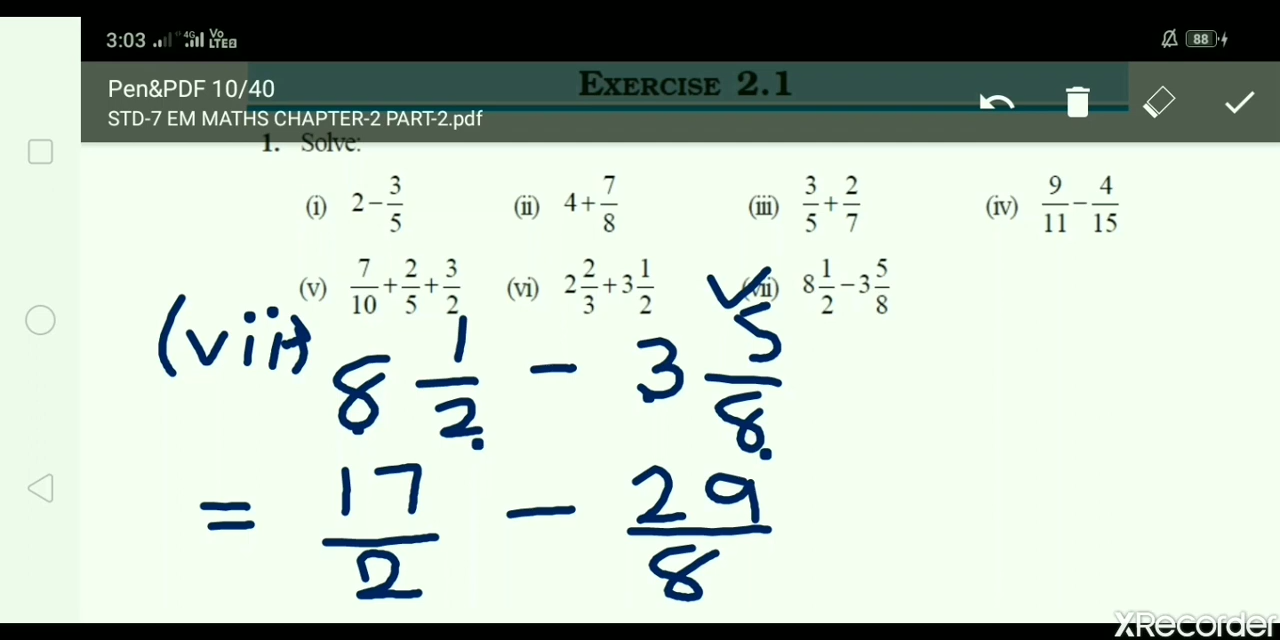 3:03 4G Vo LTE2 88
Pen&PDF 10/40
EXERCISE 2.1
STD-7 EM MATHS CHAPTER-2 PART-2.pdf
1. Solve:
(i) 2 - 3/5 (ii) 4 + 7/8 (iii) 3/5 + 2/7 (iv) 9/11 - 4/15
(v) 7/10 + 2/5 + 3/2 (vi) 2 2/3 + 3 1/2 (vii) 8 1/2 - 3 5/8
(vii) 8 1/2 - 3 5/8
= 17/2 - 29/8
XRecorder